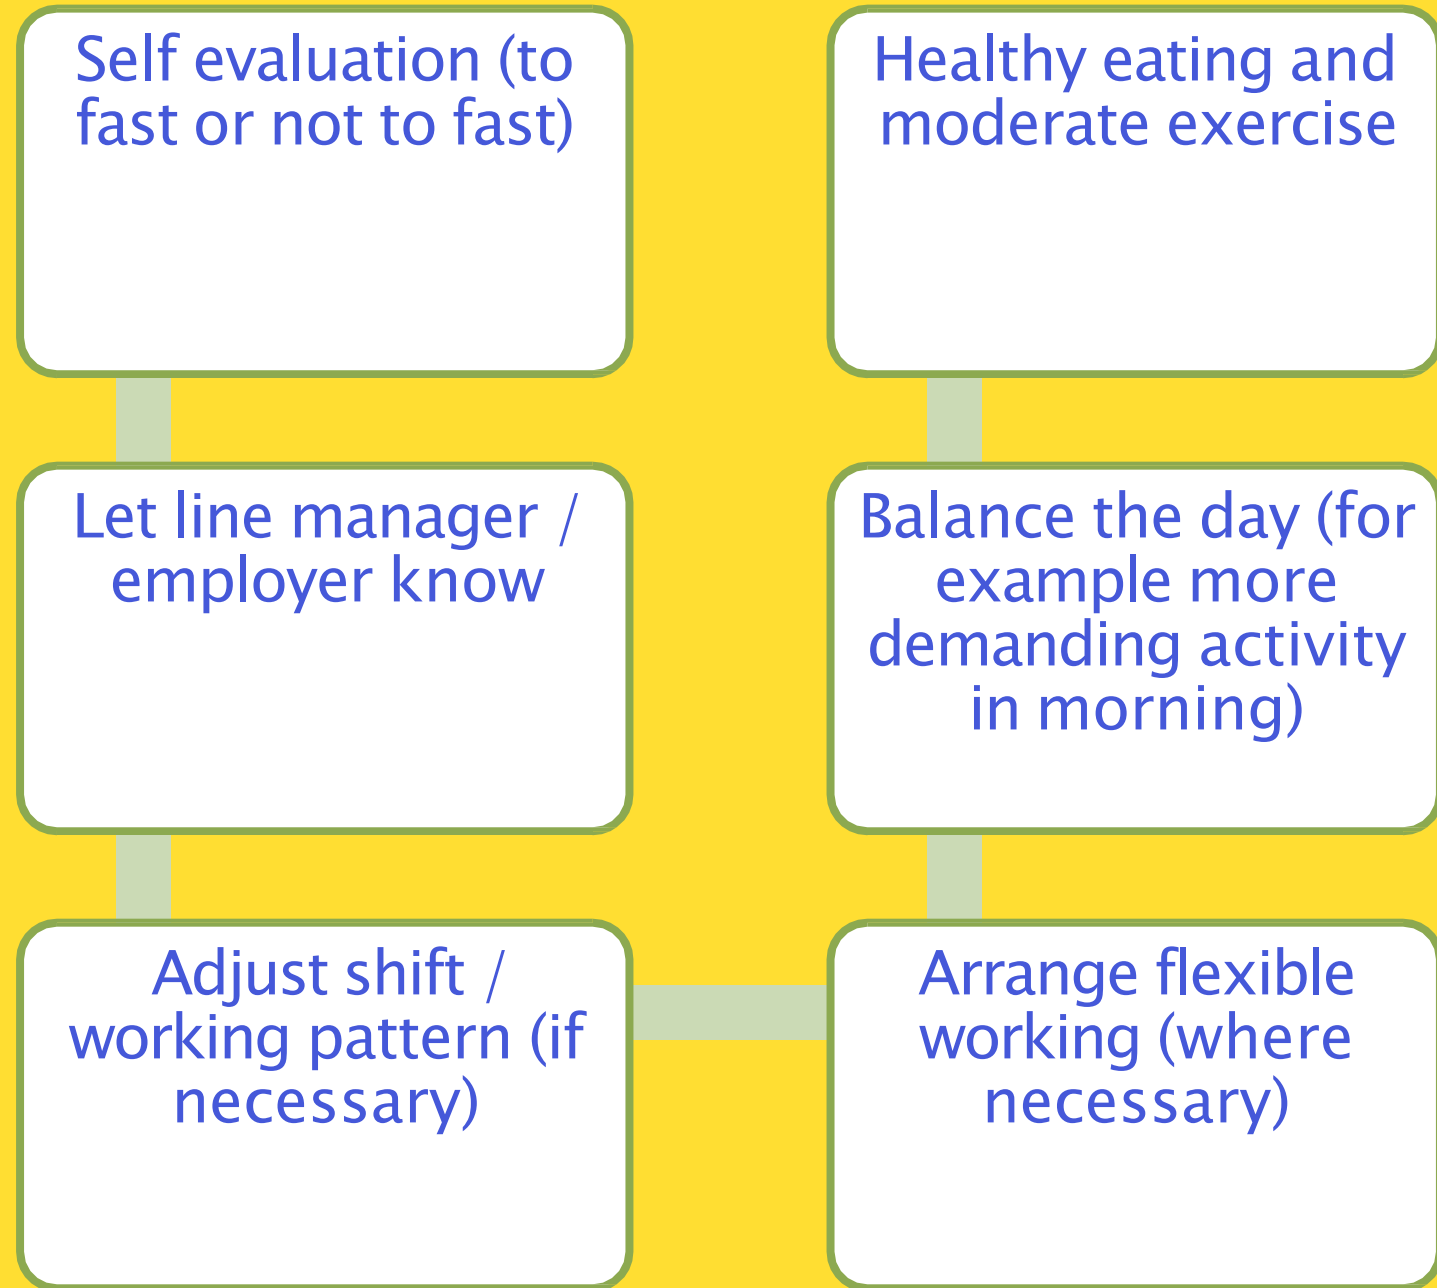 Self evaluation (to
fast or not to fast)
Let line manager /
employer know
Adjust shift /
working pattern (if
necessary)
Arrange flexible
working (where
necessary)
Balance the day (for
example more
demanding activity
in morning)
Healthy eating and
moderate exercise